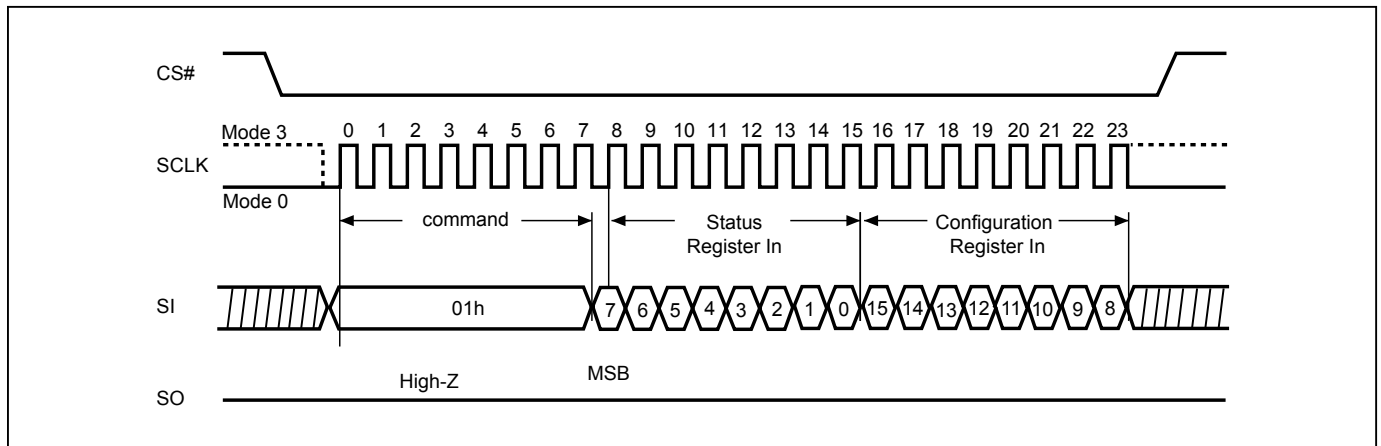 CS#
Mode 3
0 1 2 3 4 5 6 7 8 9 10 11 12 13 14 15 16 17 18 19 20 21 22 23
SCLK
Mode 0
command
Status
Register In
Configuration
Register In
SI
01h
7 6 5 4 3 2 1 0 15 14 13 12 11 10 9 8
High-Z
MSB
SO